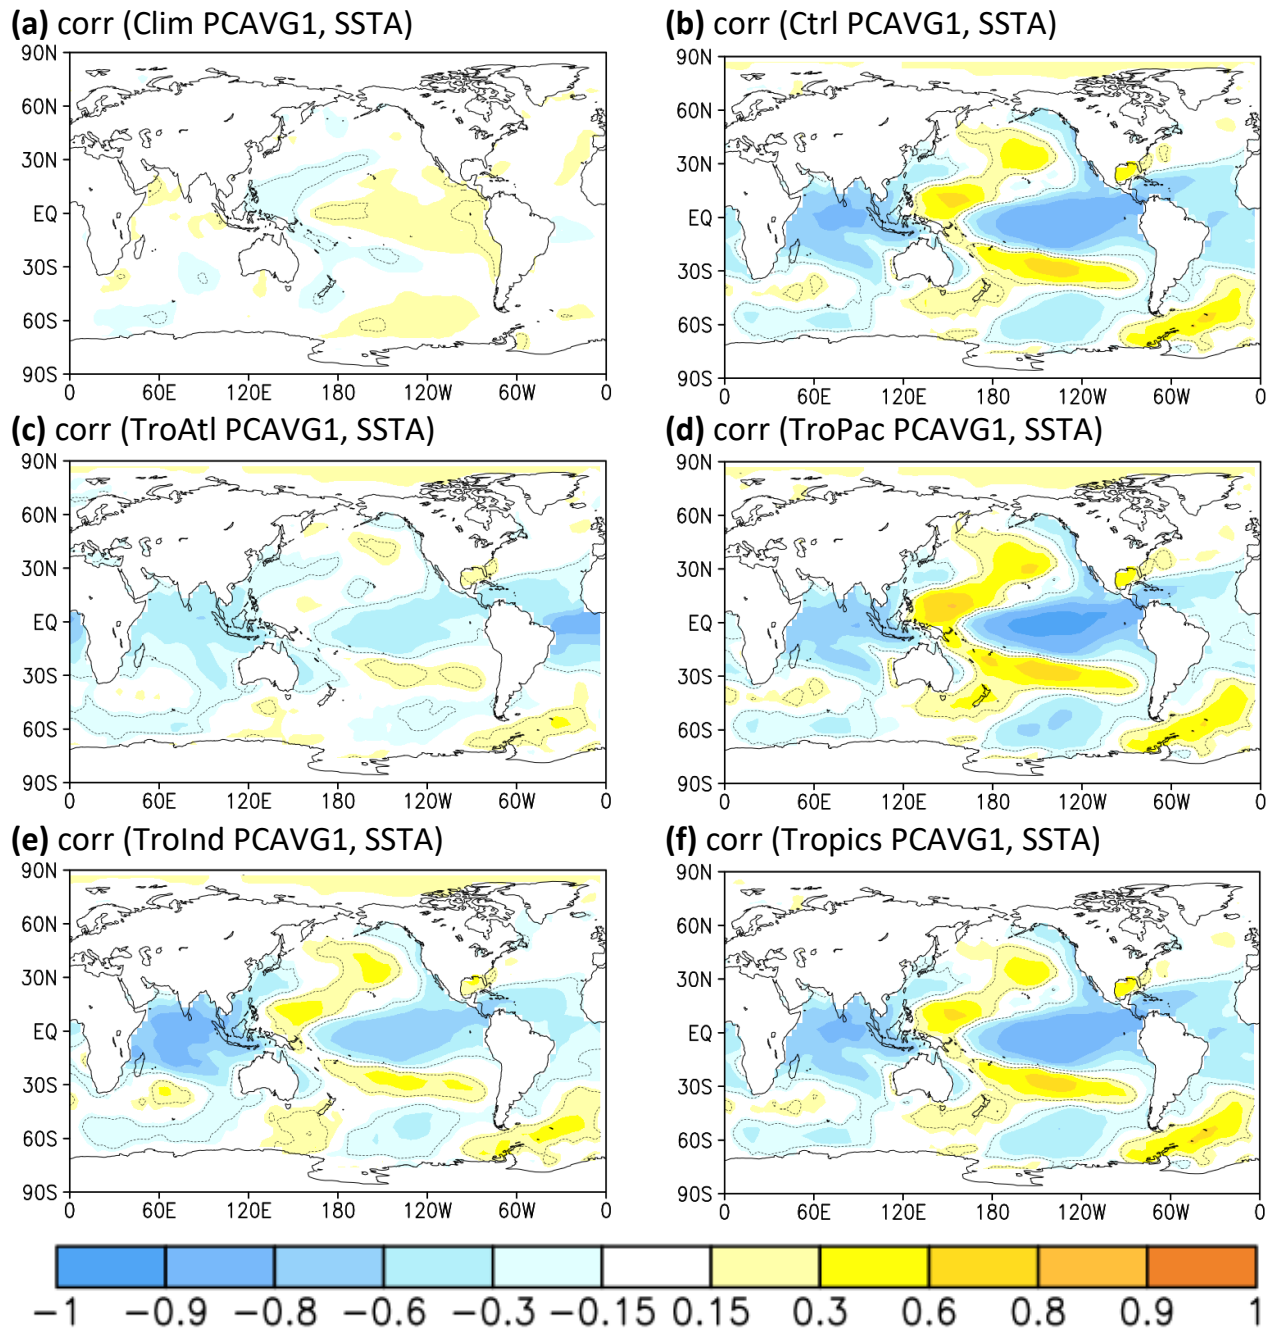 (a) corr (Clim PCAVG1, SSTA)
90N
60N
30N
EQ
30S
60S
90S
0 60E 120E 180 120W 60W 0
(b) corr (Ctrl PCAVG1, SSTA)
90N
60N
30N
EQ
30S
60S
90S
0 60E 120E 180 120W 60W 0
(c) corr (TroAtl PCAVG1, SSTA)
90N
60N
30N
EQ
30S
60S
90S
0 60E 120E 180 120W 60W 0
(d) corr (TroPac PCAVG1, SSTA)
90N
60N
30N
EQ
30S
60S
90S
0 60E 120E 180 120W 60W 0
(e) corr (TroInd PCAVG1, SSTA)
90N
60N
30N
EQ
30S
60S
90S
0 60E 120E 180 120W 60W 0
(f) corr (Tropics PCAVG1, SSTA)
90N
60N
30N
EQ
30S
60S
90S
0 60E 120E 180 120W 60W 0
−1 −0.9 −0.8 −0.6 −0.3 −0.15 0.15 0.3 0.6 0.8 0.9 1